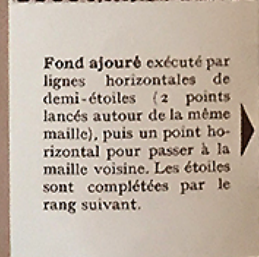 Fond ajouré exécuté par
lignes horizontales de
demi-étoiles (2 points
lancés autour de la même
maille), puis un point ho-
rizontal pour passer à la
maille voisine. Les étoiles
sont complétées par le
rang suivant.